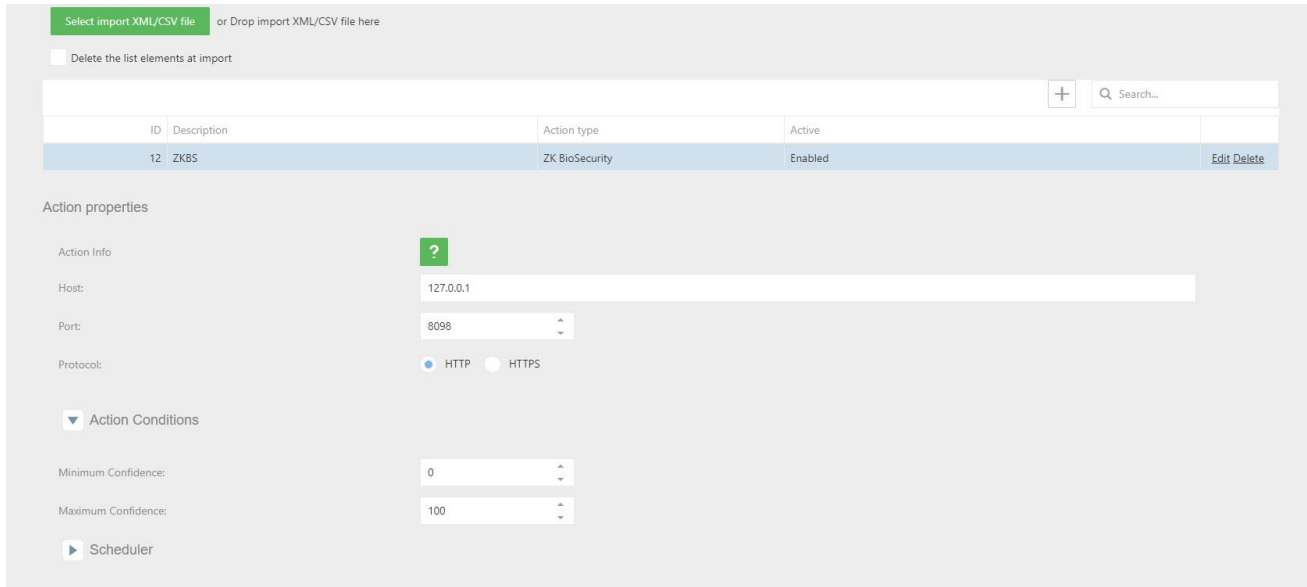 Select import XML/CSV file or Drop import XML/CSV file here
Delete the list elements at import
+ Search...
ID Description Action type Active
12 ZKBS ZK BioSecurity Enabled Edit Delete
Action properties
Action Info ?
Host: 127.0.0.1
Port: 8098
Protocol: HTTP HTTPS
Action Conditions
Minimum Confidence: 0
Maximum Confidence: 100
Scheduler